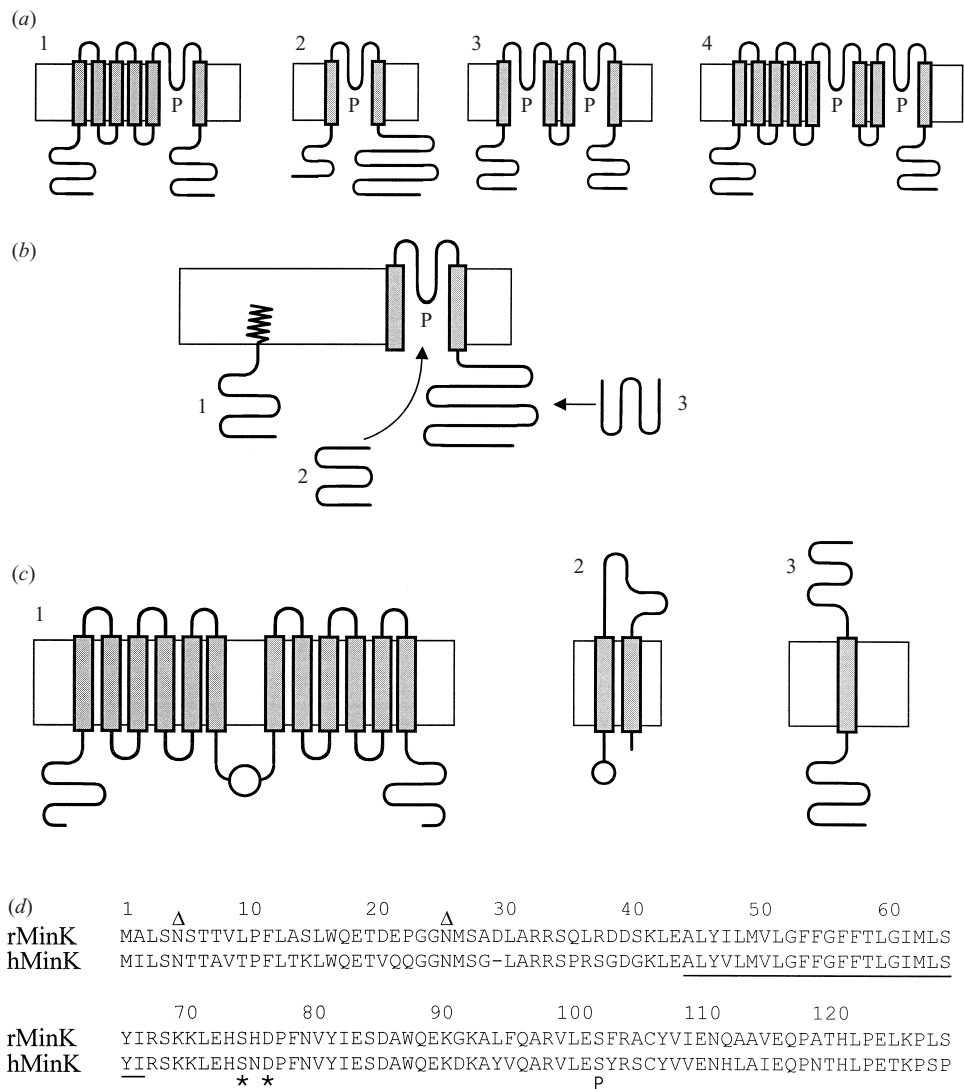 (a)
1 2 3 4
P P P P P P
(b)
P
1
3
2
(c)
1 2 3
(d) 1 10 20 30 40 50 60
Δ Δ
rMinK MALSNSTTVLPFLASLWQETDEPGGNMSADLARRSQLRDDSKLEALYILMVLGFFGFFTLGIMLS
hMinK MILSNTTAVTPFLTKLWQETVQQGGNMSG-LARRSPRSGDGKLEALYVLMVLGFFGFFTLGIMLS
70 80 90 100 110 120
rMinK YIRSKKLEHSHDPFNVYIESDAWQEKGKALFQARVLESFRACYVIENQAAVEQPATHLPELKPLS
hMinK YIRSKKLEHSNDPFNVYIESDAWQEKDKAYVQARVLESYRSCYVVENHLAIEQPNTHLPETKPSP
* * P